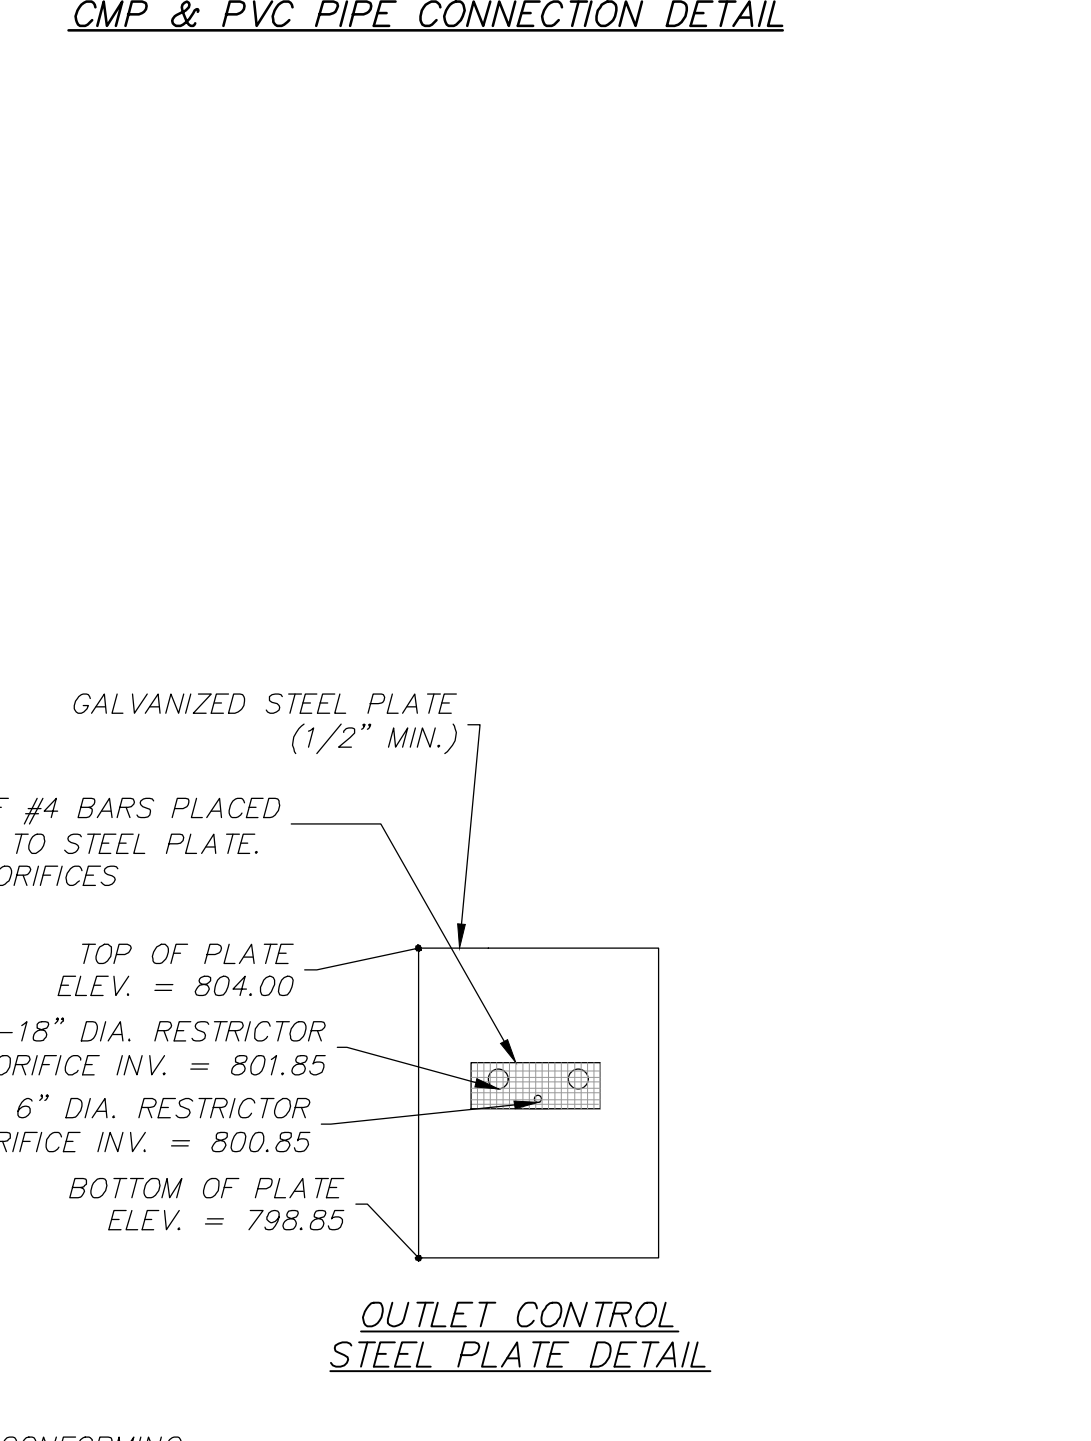 CMP & PVC PIPE CONNECTION DETAIL
GALVANIZED STEEL PLATE
(1/2” MIN.)
#4 BARS PLACED
TO STEEL PLATE.
ORIFICES
TOP OF PLATE
ELEV. = 804.00
-18” DIA. RESTRICTOR
ORIFICE INV. = 801.85
6” DIA. RESTRICTOR
RIFICE INV. = 800.85
BOTTOM OF PLATE
ELEV. = 798.85
OUTLET CONTROL
STEEL PLATE DETAIL